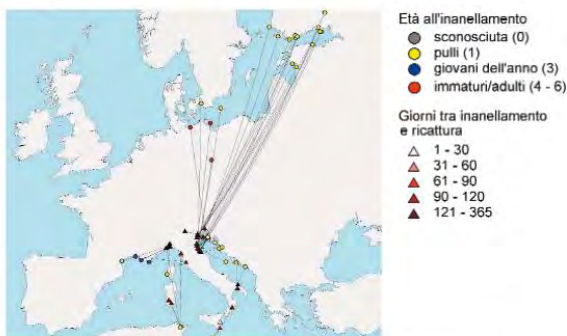 Età all'inanellamento
sconosciuta (0)
pulli (1)
giovani dell'anno (3)
immaturi/adulti (4 - 6)
Giorni tra inanellamento
e ricattura
1 - 30
31 - 60
61 - 90
90 - 120
121 - 365